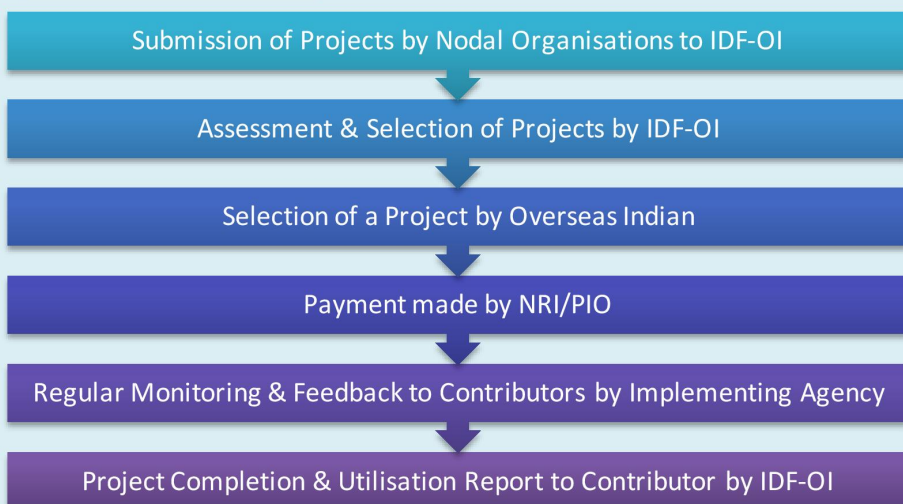 Submission of Projects by Nodal Organisations to IDF-OI
Assessment & Selection of Projects by IDF-OI
Selection of a Project by Overseas Indian
Payment made by NRI/PIO
Regular Monitoring & Feedback to Contributors by Implementing Agency
Project Completion & Utilisation Report to Contributor by IDF-OI